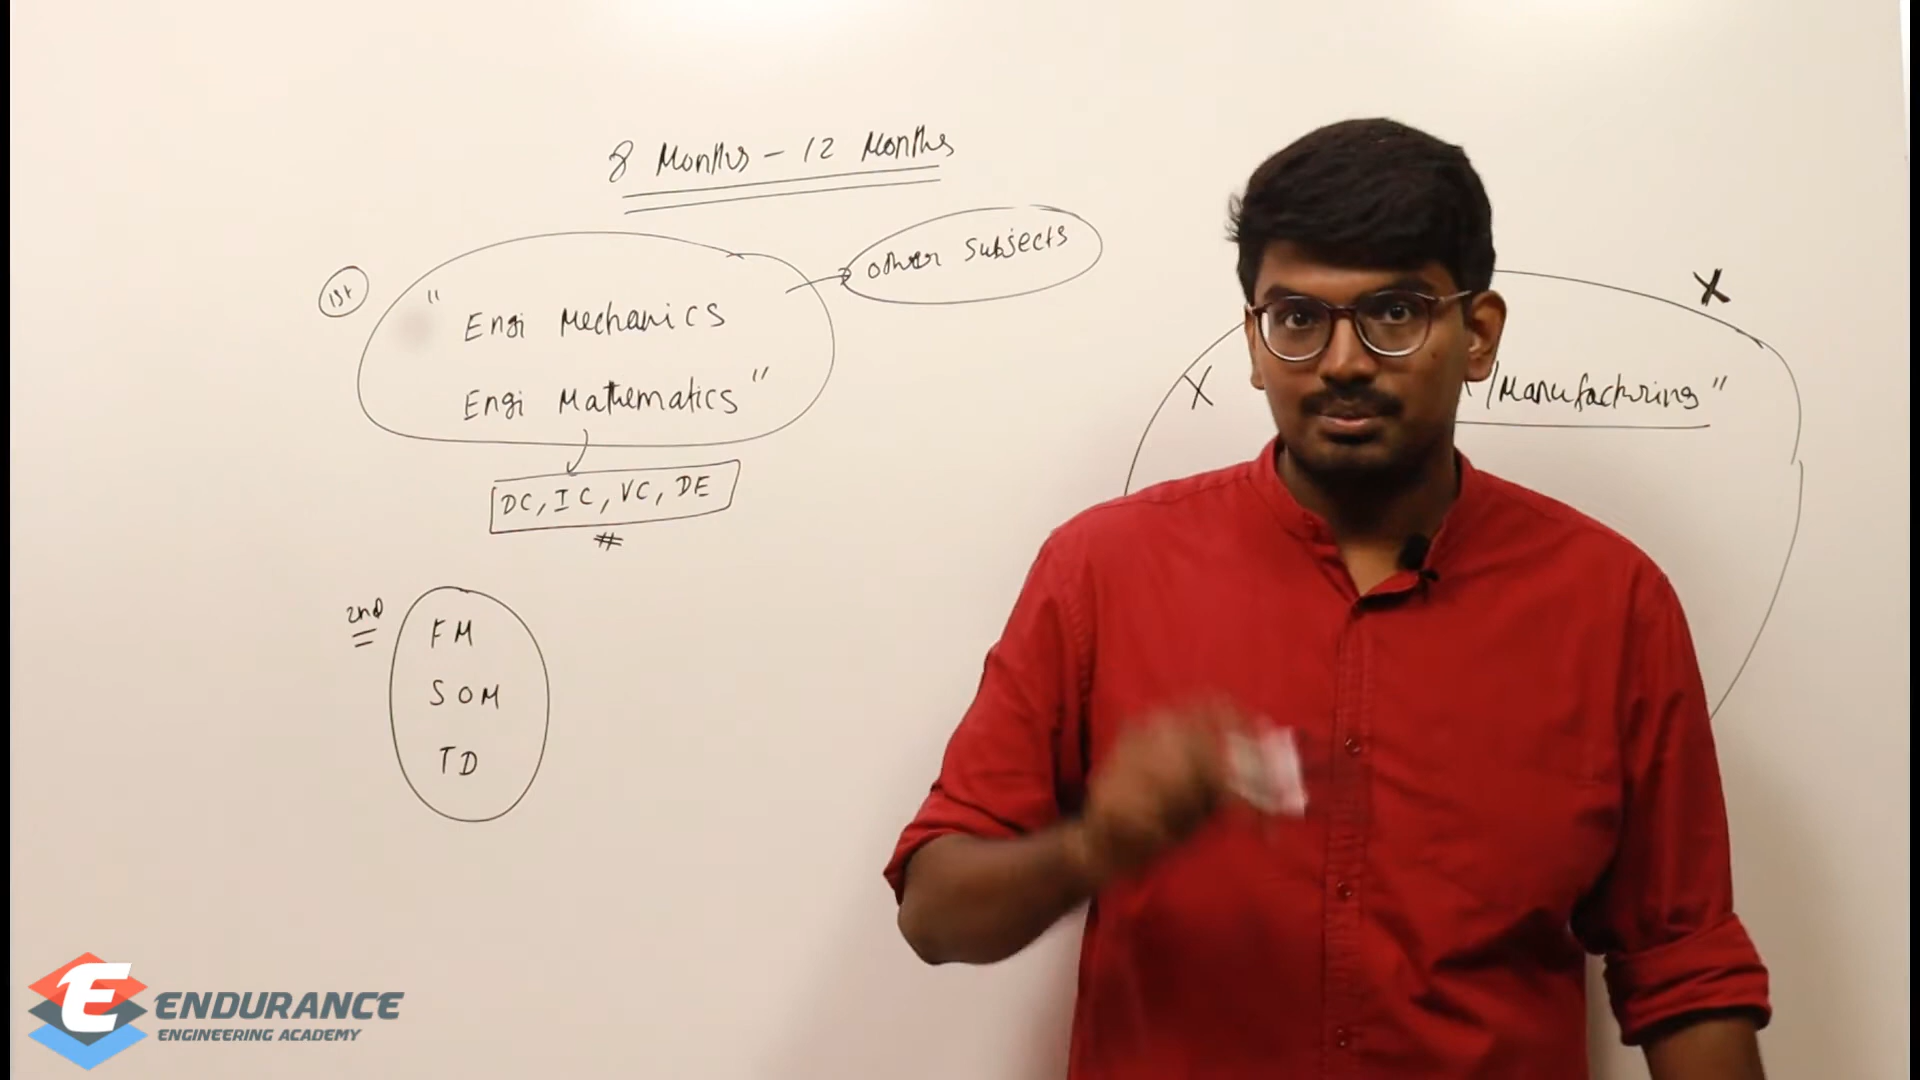 8 Months - 12 Months
1st
other Subjects
" Engi Mechanics
Engi Mathematics "
DC, IC, VC, DE
#
2nd
FM
SOM
TD
X
X
/Manufacturing"
E ENDURANCE
ENGINEERING ACADEMY